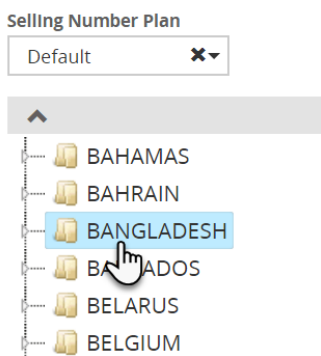 Selling Number Plan
Default
BAHAMAS
BAHRAIN
BANGLADESH
BELARUS
BELGIUM